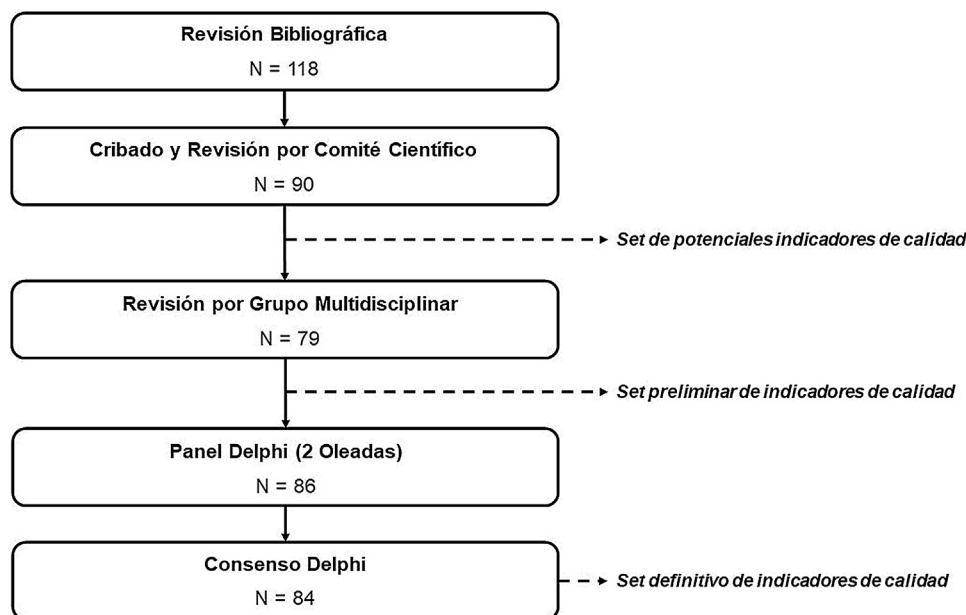 Revisión Bibliográfica
N = 118
Cribado y Revisión por Comité Científico
N = 90
Set de potenciales indicadores de calidad
Revisión por Grupo Multidisciplinar
N = 79
Set preliminar de indicadores de calidad
Panel Delphi (2 Oleadas)
N = 86
Consenso Delphi
N = 84
Set definitivo de indicadores de calidad